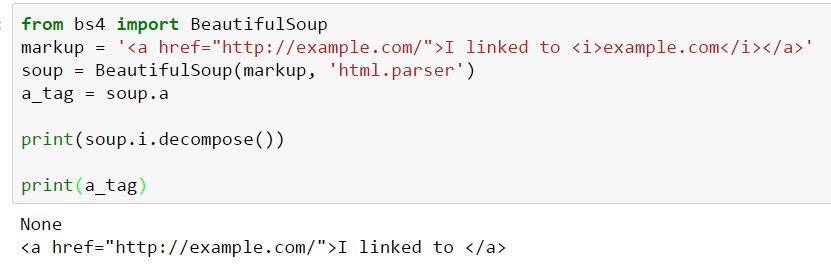 from bs4 import BeautifulSoup
markup = '<a href="http://example.com/">I linked to <i>example.com</i></a>'
soup = BeautifulSoup(markup, 'html.parser')
a_tag = soup.a

print(soup.i.decompose())

print(a_tag)
None
<a href="http://example.com/">I linked to </a>